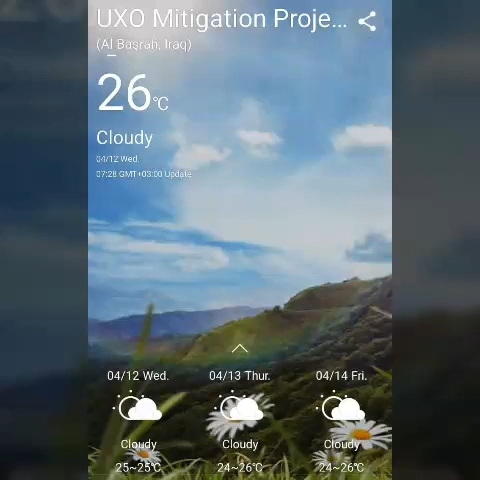 UXO Mitigation Proje...
(Al Başrah, Iraq)
26°C
Cloudy
04/12 Wed.
07:28 GMT+03:00 Update
04/12 Wed. 04/13 Thur. 04/14 Fri.
Cloudy Cloudy Cloudy
25~25°C 24~26°C 24~26°C